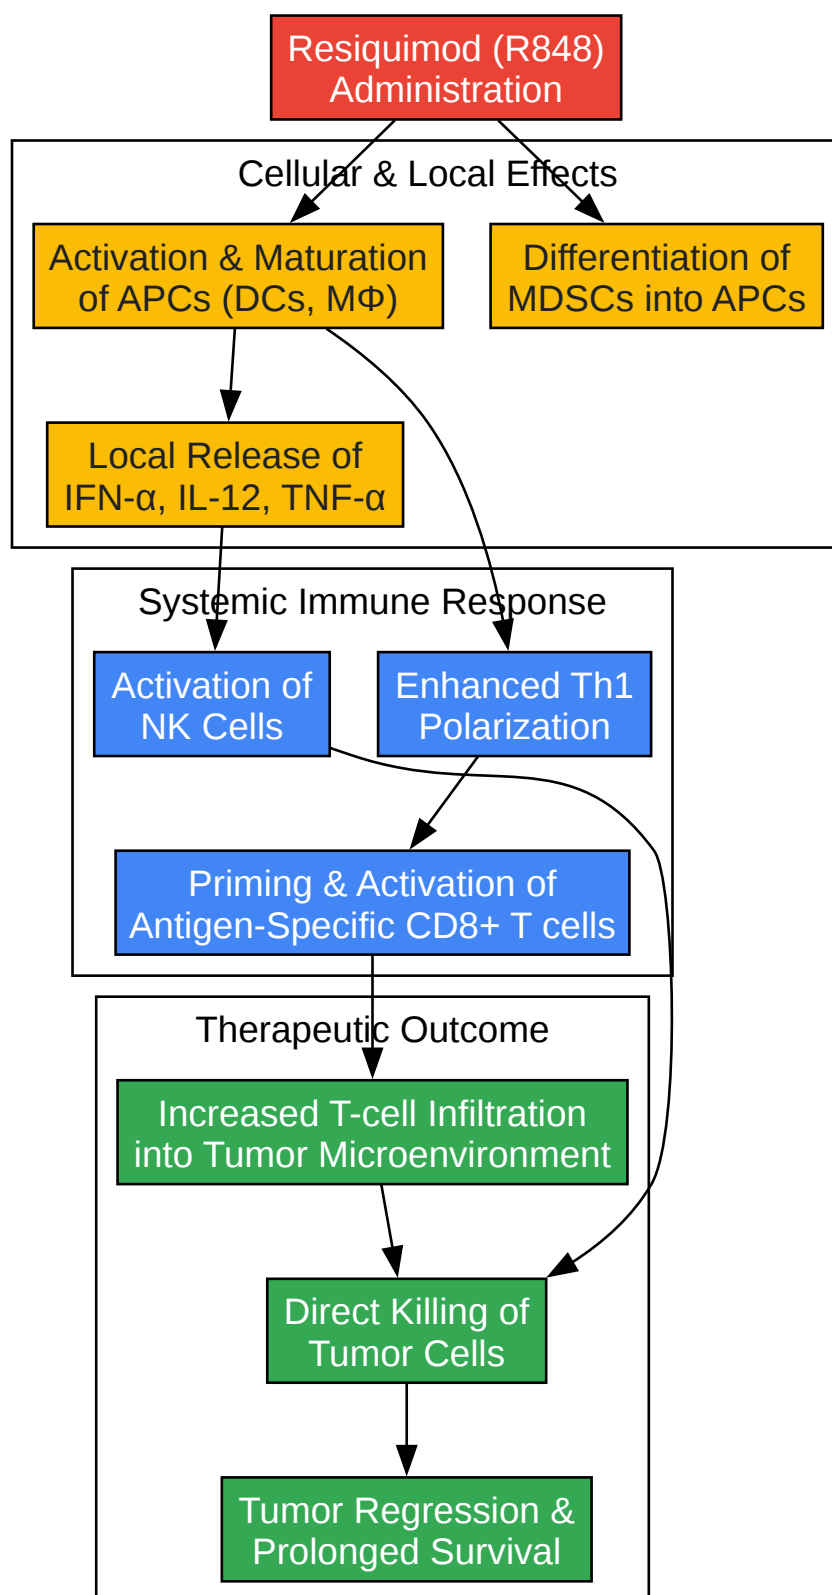 Resiquimod (R848)
Administration
Cellular & Local Effects
Activation & Maturation
of APCs (DCs, MΦ)
Differentiation of
MDSCs into APCs
Local Release of
IFN-α, IL-12, TNF-α
Systemic Immune Response
Activation of
NK Cells
Enhanced Th1
Polarization
Priming & Activation of
Antigen-Specific CD8+ T cells
Therapeutic Outcome
Increased T-cell Infiltration
into Tumor Microenvironment
Direct Killing of
Tumor Cells
Tumor Regression &
Prolonged Survival